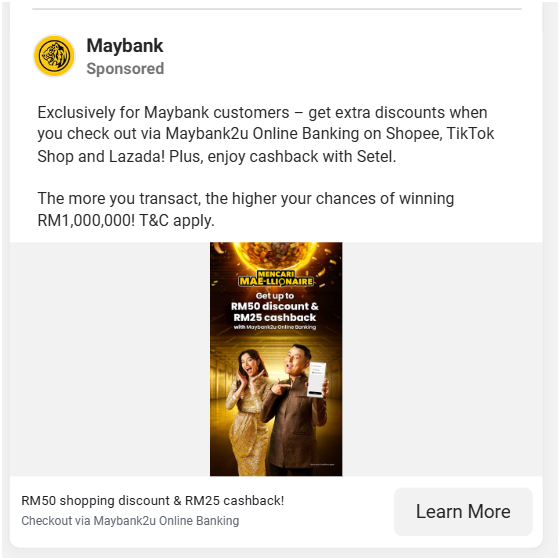 Maybank
Sponsored
Exclusively for Maybank customers – get extra discounts when
you check out via Maybank2u Online Banking on Shopee, TikTok
Shop and Lazada! Plus, enjoy cashback with Setel.
The more you transact, the higher your chances of winning
RM1,000,000! T&C apply.
MENCARI
MAE-LLIONAIRE
Get up to
RM50 discount &
RM25 cashback
with Maybank2u Online Banking
RM50 shopping discount & RM25 cashback!
Checkout via Maybank2u Online Banking
Learn More